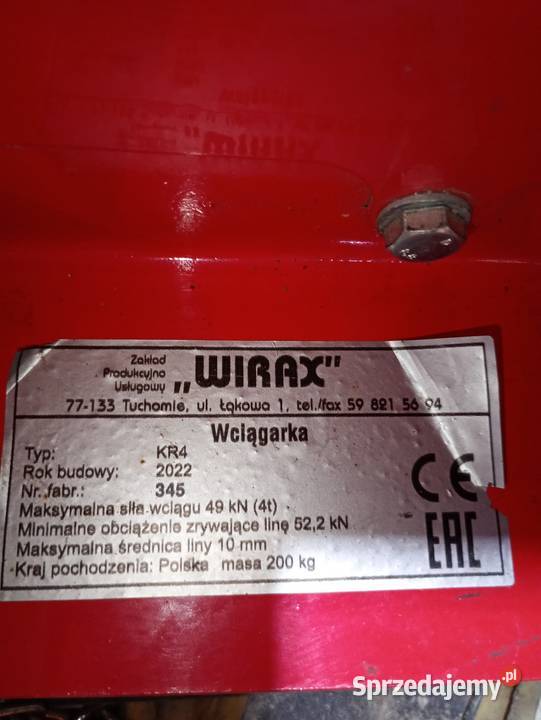 Zakład
Produkcyjno
Usługowy „WIRAX”
77-133 Tuchomie, ul. Łąkowa 1, tel./fax 59 821 56 94
Wciągarka
Typ: KR4
Rok budowy: 2022
Nr. fabr.: 345
Maksymalna siła wciągu 49 kN (4t)
Minimalne obciążenie zrywające linę 52,2 kN
Maksymalna średnica liny 10 mm
Kraj pochodzenia: Polska masa 200 kg
CE
EAC
Sprzedajemy.pl